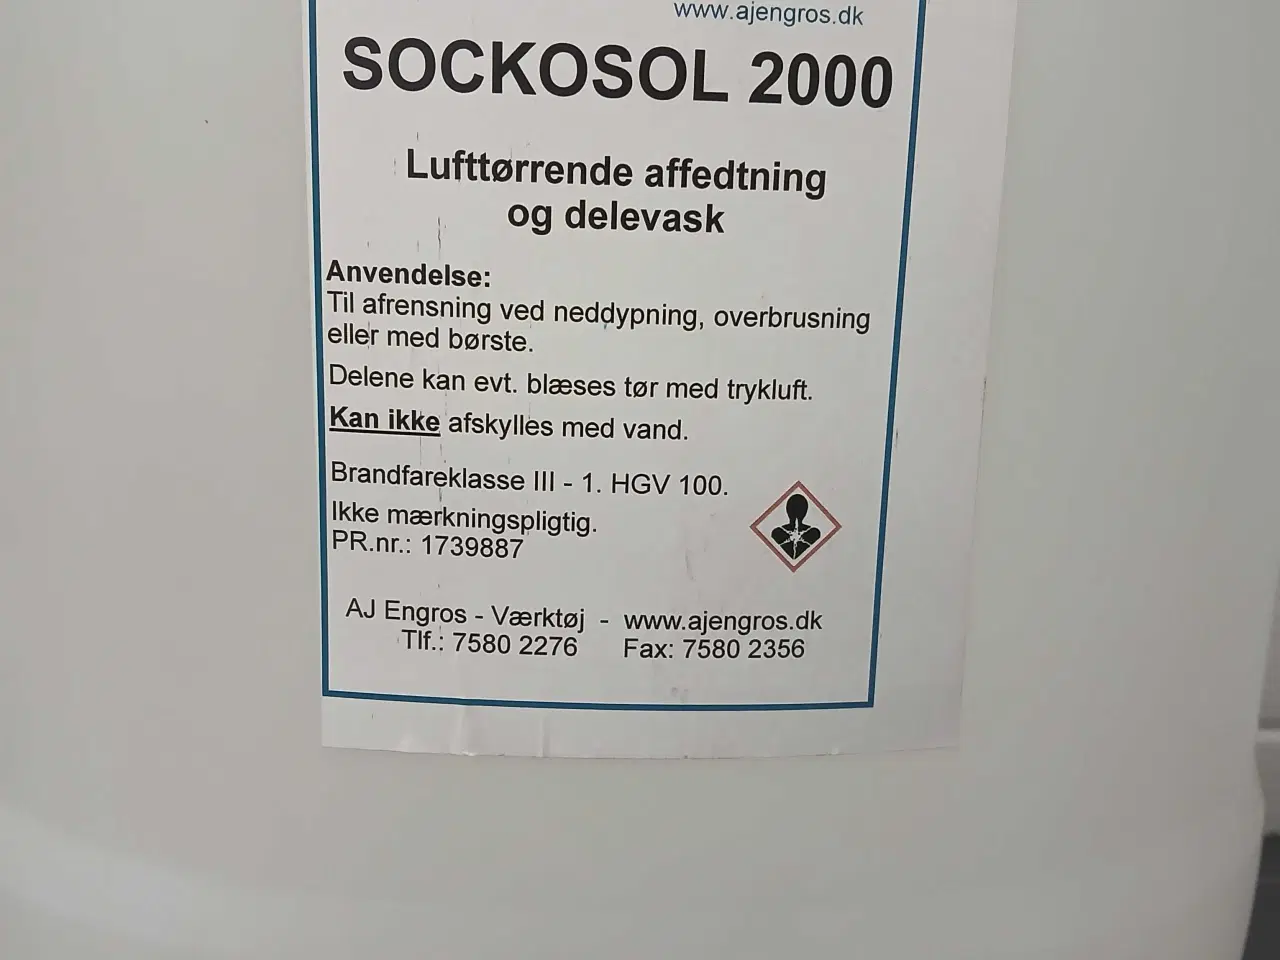 www.ajengros.dk
SOCKOSOL 2000
Lufttørrende affedtning
og delevask
Anvendelse:
Til afrensning ved neddypning, overbrusning
eller med børste.
Delene kan evt. blæses tør med trykluft.
Kan ikke afskylles med vand.
Brandfareklasse III - 1. HGV 100.
Ikke mærkningspligtig.
PR.nr.: 1739887
AJ Engros - Værktøj - www.ajengros.dk
Tlf.: 7580 2276 Fax: 7580 2356